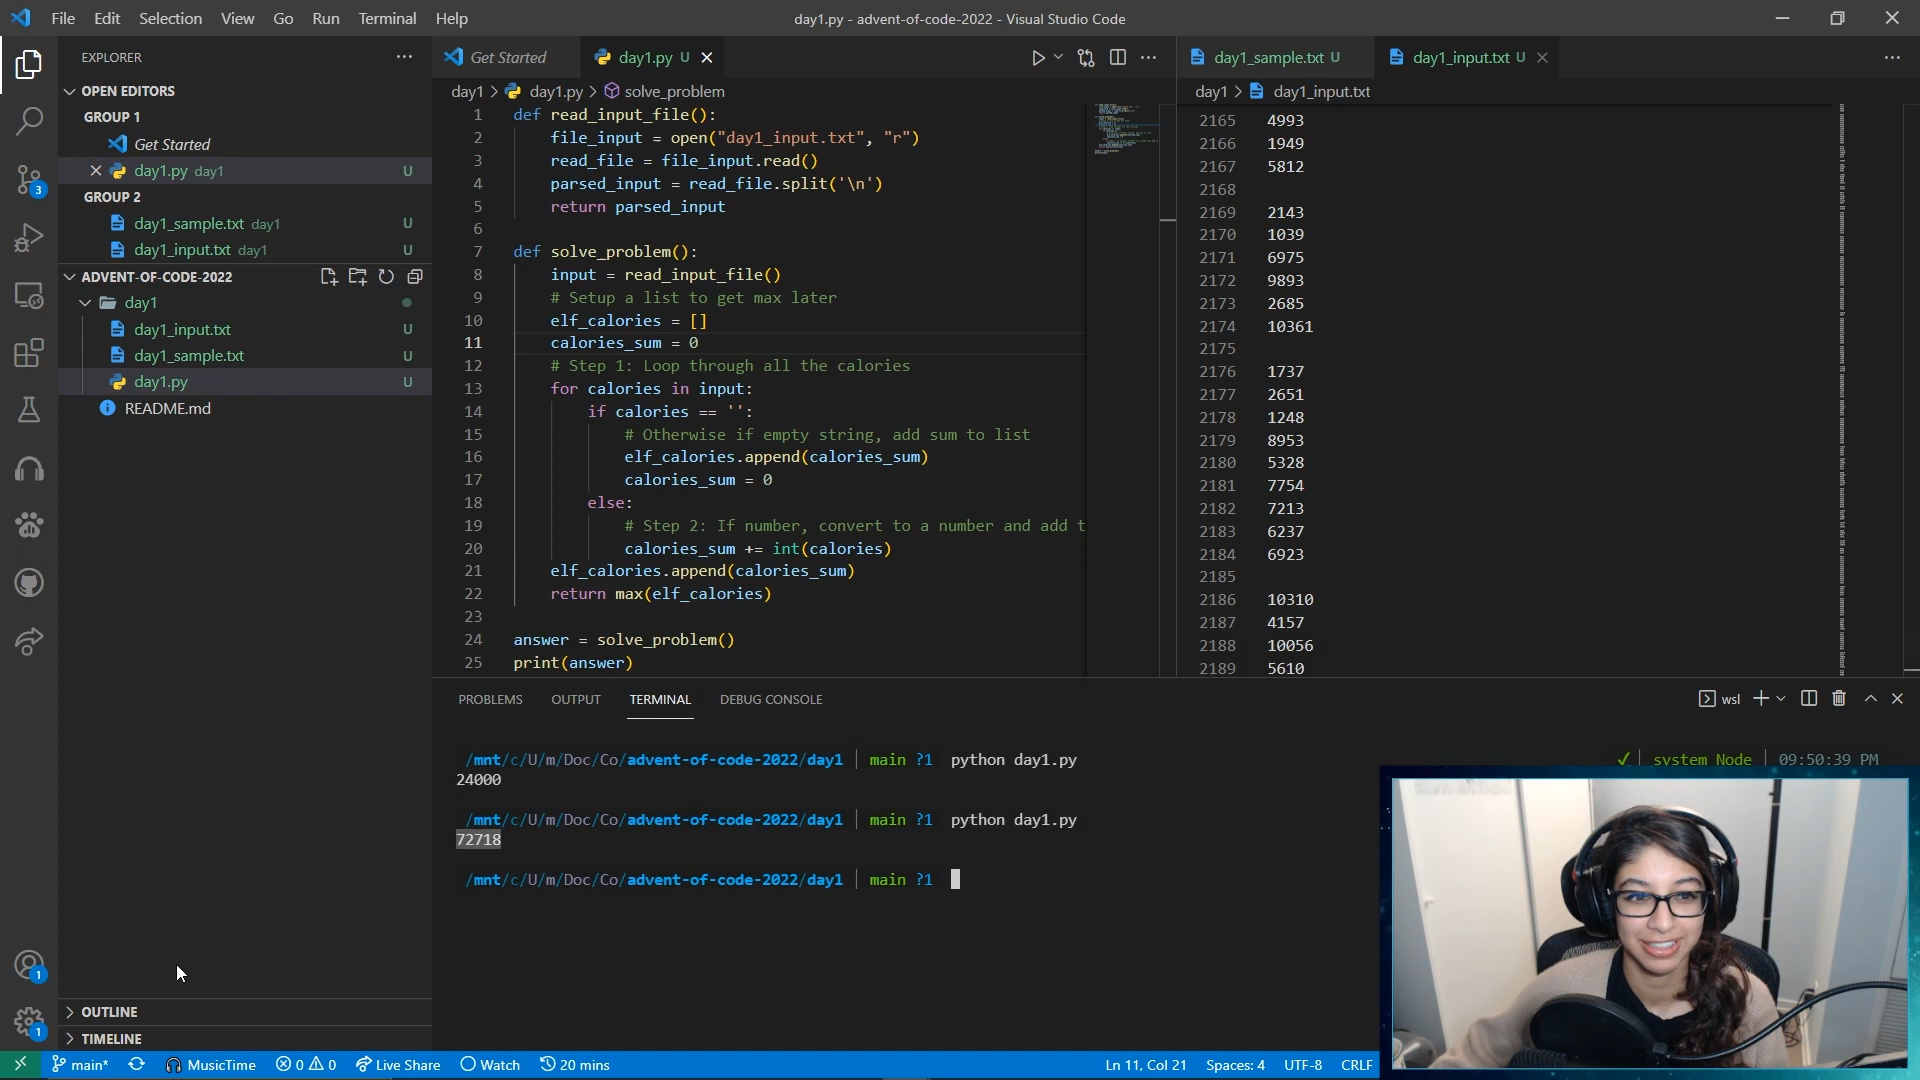 File Edit Selection View Go Run Terminal Help
day1.py - advent-of-code-2022 - Visual Studio Code
EXPLORER
OPEN EDITORS
GROUP 1
Get Started
day1.py day1 U
GROUP 2
day1_sample.txt day1 U
day1_input.txt day1 U
ADVENT-OF-CODE-2022
day1
day1_input.txt U
day1_sample.txt U
day1.py U
README.md
OUTLINE
TIMELINE
3
1
1
Get Started day1.py U
day1 > day1.py > solve_problem
1 def read_input_file():
2 file_input = open("day1_input.txt", "r")
3 read_file = file_input.read()
4 parsed_input = read_file.split('\n')
5 return parsed_input
6
7 def solve_problem():
8 input = read_input_file()
9 # Setup a list to get max later
10 elf_calories = []
11 calories_sum = 0
12 # Step 1: Loop through all the calories
13 for calories in input:
14 if calories == '':
15 # Otherwise if empty string, add sum to list
16 elf_calories.append(calories_sum)
17 calories_sum = 0
18 else:
19 # Step 2: If number, convert to a number and add t
20 calories_sum += int(calories)
21 elf_calories.append(calories_sum)
22 return max(elf_calories)
23
24 answer = solve_problem()
25 print(answer)
day1_sample.txt U day1_input.txt U
day1 > day1_input.txt
2165 4993
2166 1949
2167 5812
2168
2169 2143
2170 1039
2171 6975
2172 9893
2173 2685
2174 10361
2175
2176 1737
2177 2651
2178 1248
2179 8953
2180 5328
2181 7754
2182 7213
2183 6237
2184 6923
2185
2186 10310
2187 4157
2188 10056
2189 5610
PROBLEMS OUTPUT TERMINAL DEBUG CONSOLE
wsl
/mnt/c/U/m/Doc/Co/advent-of-code-2022/day1 | main ?1 python day1.py
system Node | 09:50:39 PM
24000
/mnt/c/U/m/Doc/Co/advent-of-code-2022/day1 | main ?1 python day1.py
72718
/mnt/c/U/m/Doc/Co/advent-of-code-2022/day1 | main ?1
main* MusicTime 0 0 Live Share Watch 20 mins
Ln 11, Col 21 Spaces: 4 UTF-8 CRLF